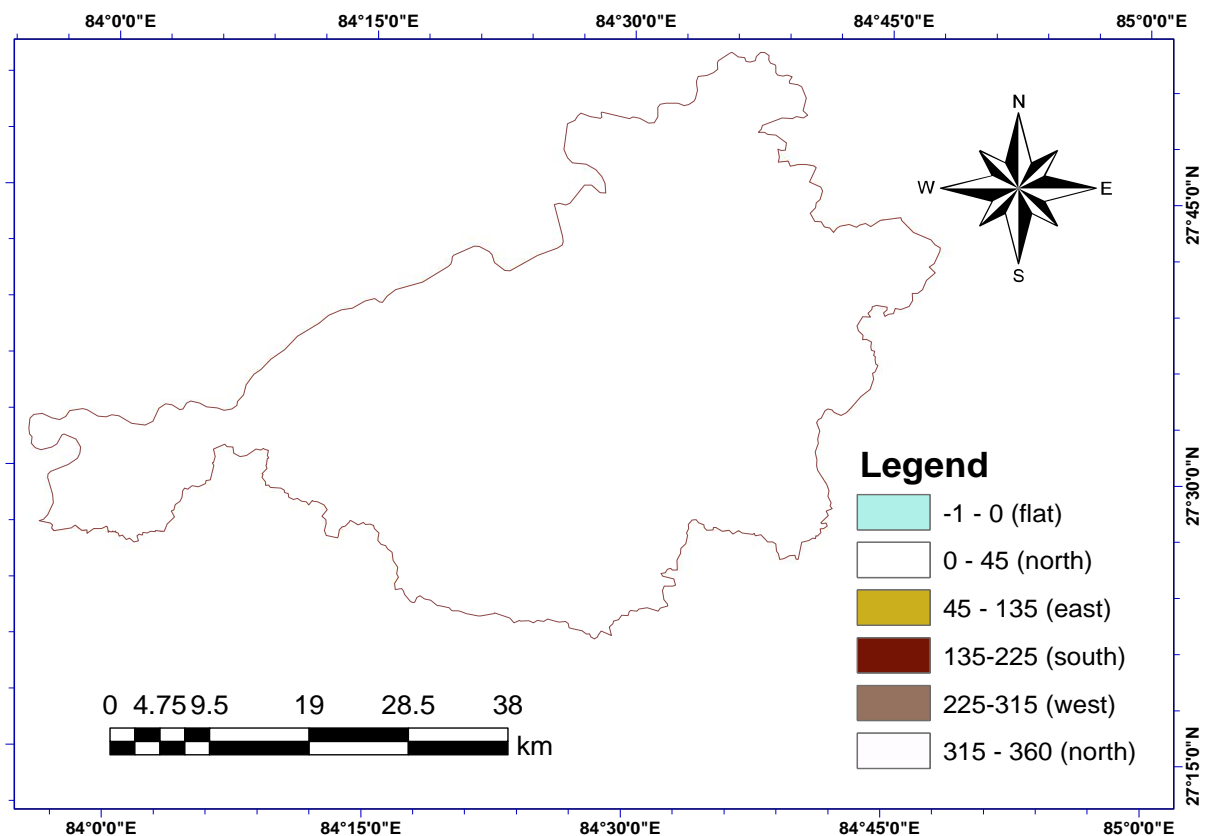 84°0'0"E 84°15'0"E 84°30'0"E 84°45'0"E 85°0'0"E
N
W E
S
27°45'0"N
27°30'0"N
27°15'0"N
Legend
-1 - 0 (flat)
0 - 45 (north)
45 - 135 (east)
135-225 (south)
225-315 (west)
315 - 360 (north)
0 4.75 9.5 19 28.5 38
km
84°0'0"E 84°15'0"E 84°30'0"E 84°45'0"E 85°0'0"E